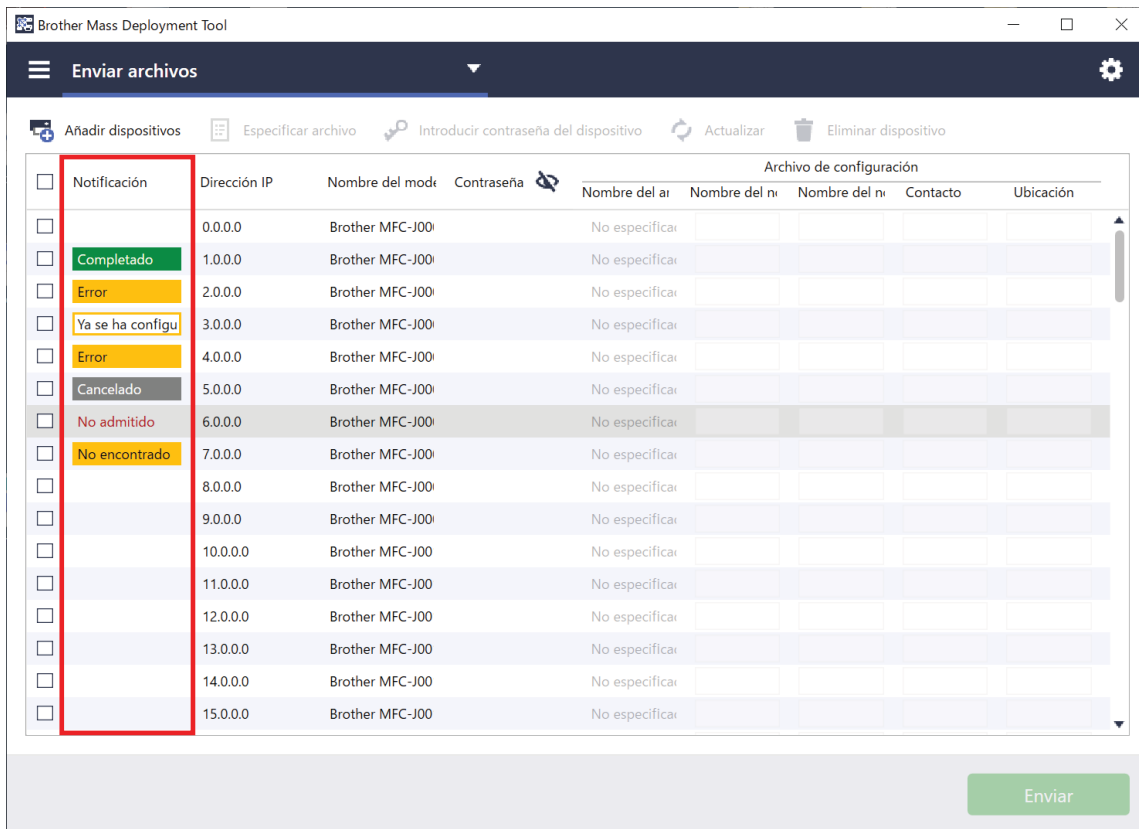 Brother Mass Deployment Tool
Enviar archivos
Añadir dispositivos Especificar archivo Introducir contraseña del dispositivo Actualizar Eliminar dispositivo
Archivo de configuración
Notificación Dirección IP Nombre del mode Contraseña Nombre del ar Nombre del no Nombre del no Contacto Ubicación
0.0.0.0 Brother MFC-J00 No especifica
Completado 1.0.0.0 Brother MFC-J00 No especifica
Error 2.0.0.0 Brother MFC-J00 No especifica
Ya se ha configu 3.0.0.0 Brother MFC-J00 No especifica
Error 4.0.0.0 Brother MFC-J00 No especifica
Cancelado 5.0.0.0 Brother MFC-J00 No especifica
No admitido 6.0.0.0 Brother MFC-J00 No especifica
No encontrado 7.0.0.0 Brother MFC-J00 No especifica
8.0.0.0 Brother MFC-J00 No especifica
9.0.0.0 Brother MFC-J00 No especifica
10.0.0.0 Brother MFC-J00 No especifica
11.0.0.0 Brother MFC-J00 No especifica
12.0.0.0 Brother MFC-J00 No especifica
13.0.0.0 Brother MFC-J00 No especifica
14.0.0.0 Brother MFC-J00 No especifica
15.0.0.0 Brother MFC-J00 No especifica
Enviar